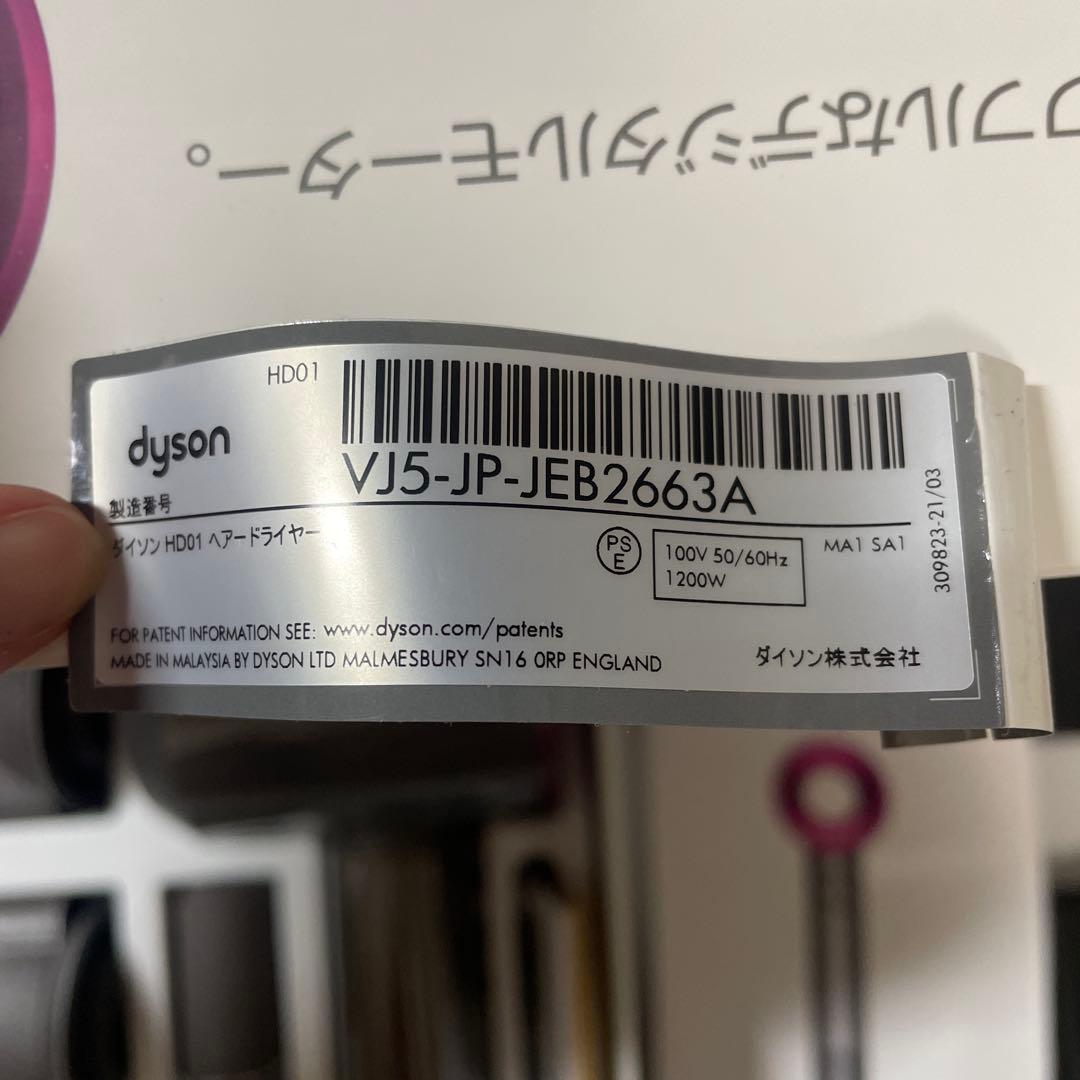 ワフルなデジタルモーター。
HD01
dyson
VJ5-JP-JEB2663A
製造番号
ダイソン HD01 ヘアードライヤー
PSE
100V 50/60Hz
1200W
MA1 SA1
309823-21/03
FOR PATENT INFORMATION SEE: www.dyson.com/patents
MADE IN MALAYSIA BY DYSON LTD MALMESBURY SN16 0RP ENGLAND
ダイソン株式会社